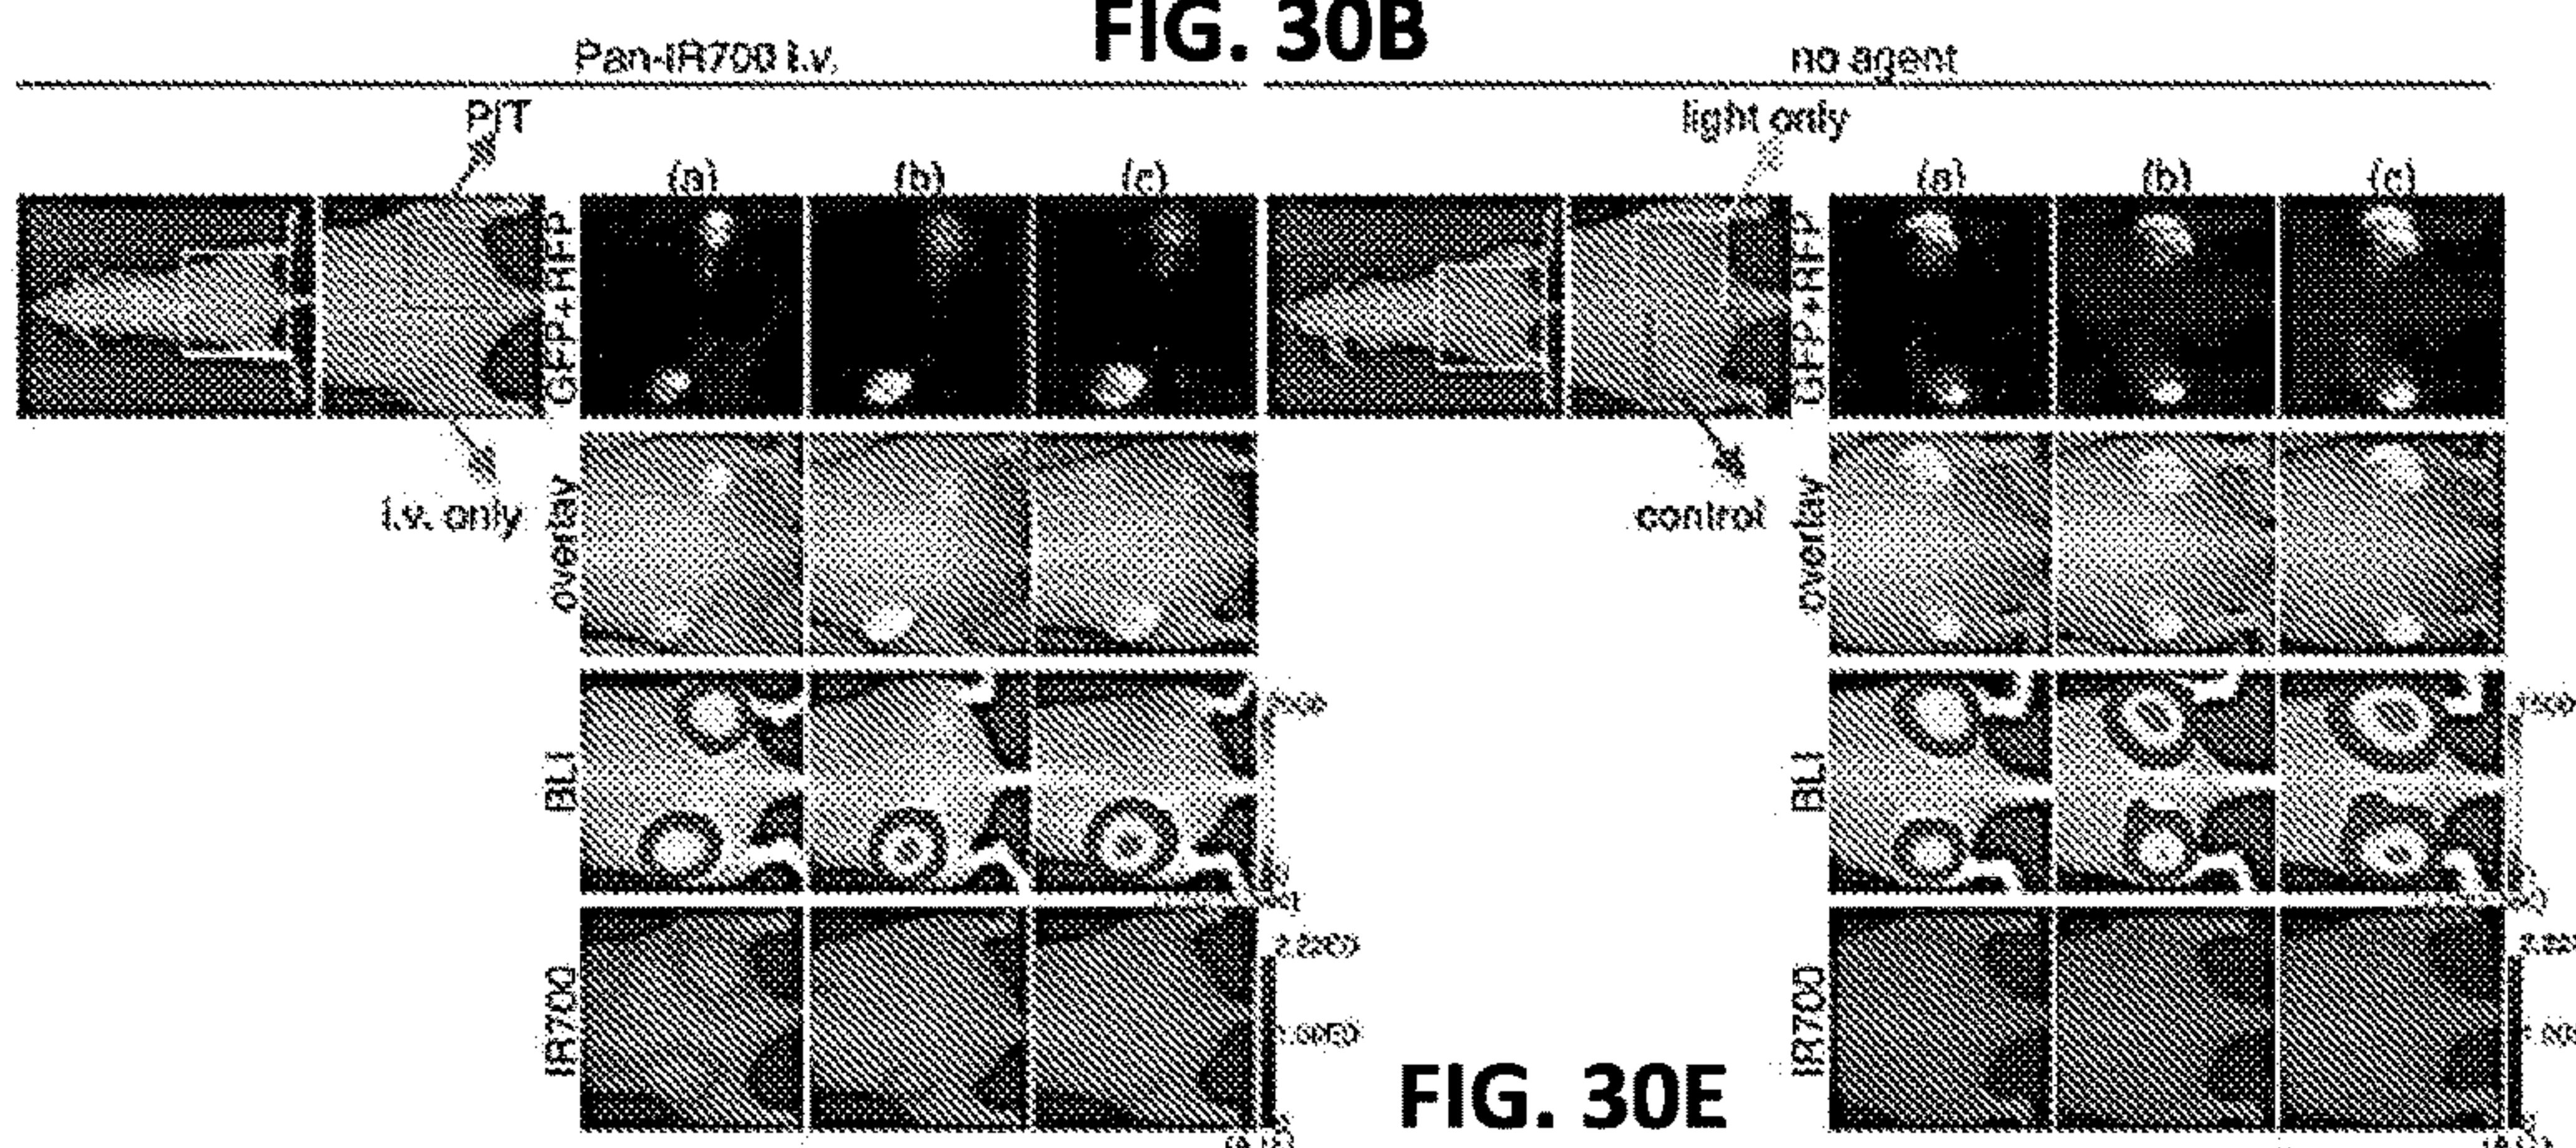 FIG. 30B
Pan-IR700 i.v.
no agent
PIT
light only
(a) (b) (c)
(a) (b) (c)
GFP+RFP
GFP+RFP
i.v. only
control
overlay
overlay
BLI
BLI
IR700
IR700
FIG. 30E